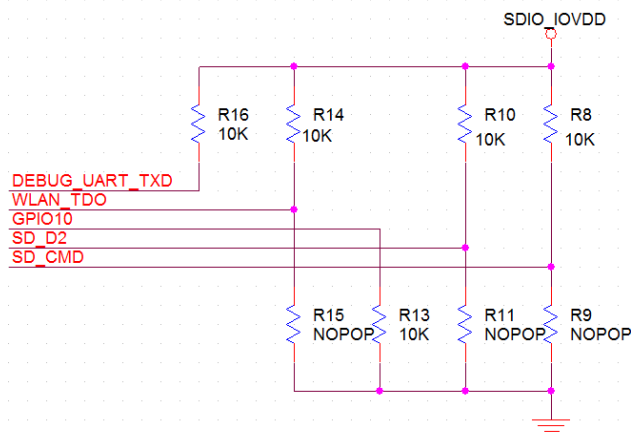 SDIO_IOVDD
R16
10K
R14
10K
R10
10K
R8
10K
DEBUG_UART_TXD
WLAN_TDO
GPIO10
SD_D2
SD_CMD
R15
NOPOP
R13
10K
R11
NOPOP
R9
NOPOP